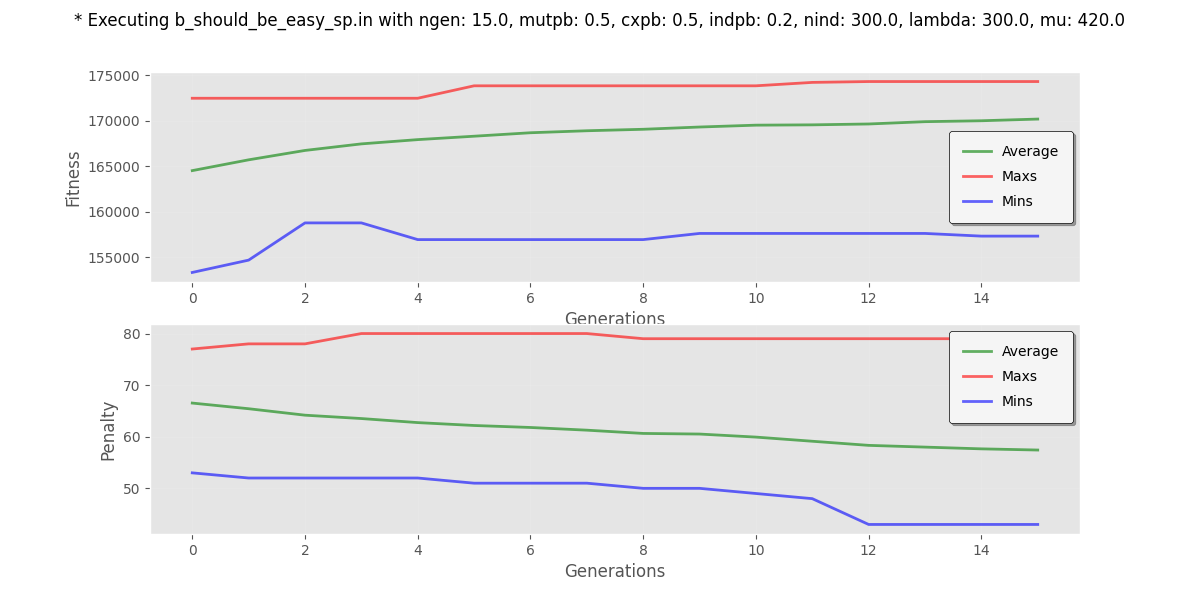 * Executing b_should_be_easy_sp.in with ngen: 15.0, mutpb: 0.5, cxpb: 0.5, indpb: 0.2, nind: 300.0, lambda: 300.0, mu: 420.0
175000
170000
165000
160000
155000
Fitness
Average
Maxs
Mins
0 2 4 6 8 10 12 14
Generations
80
70
60
50
Penalty
Average
Maxs
Mins
0 2 4 6 8 10 12 14
Generations